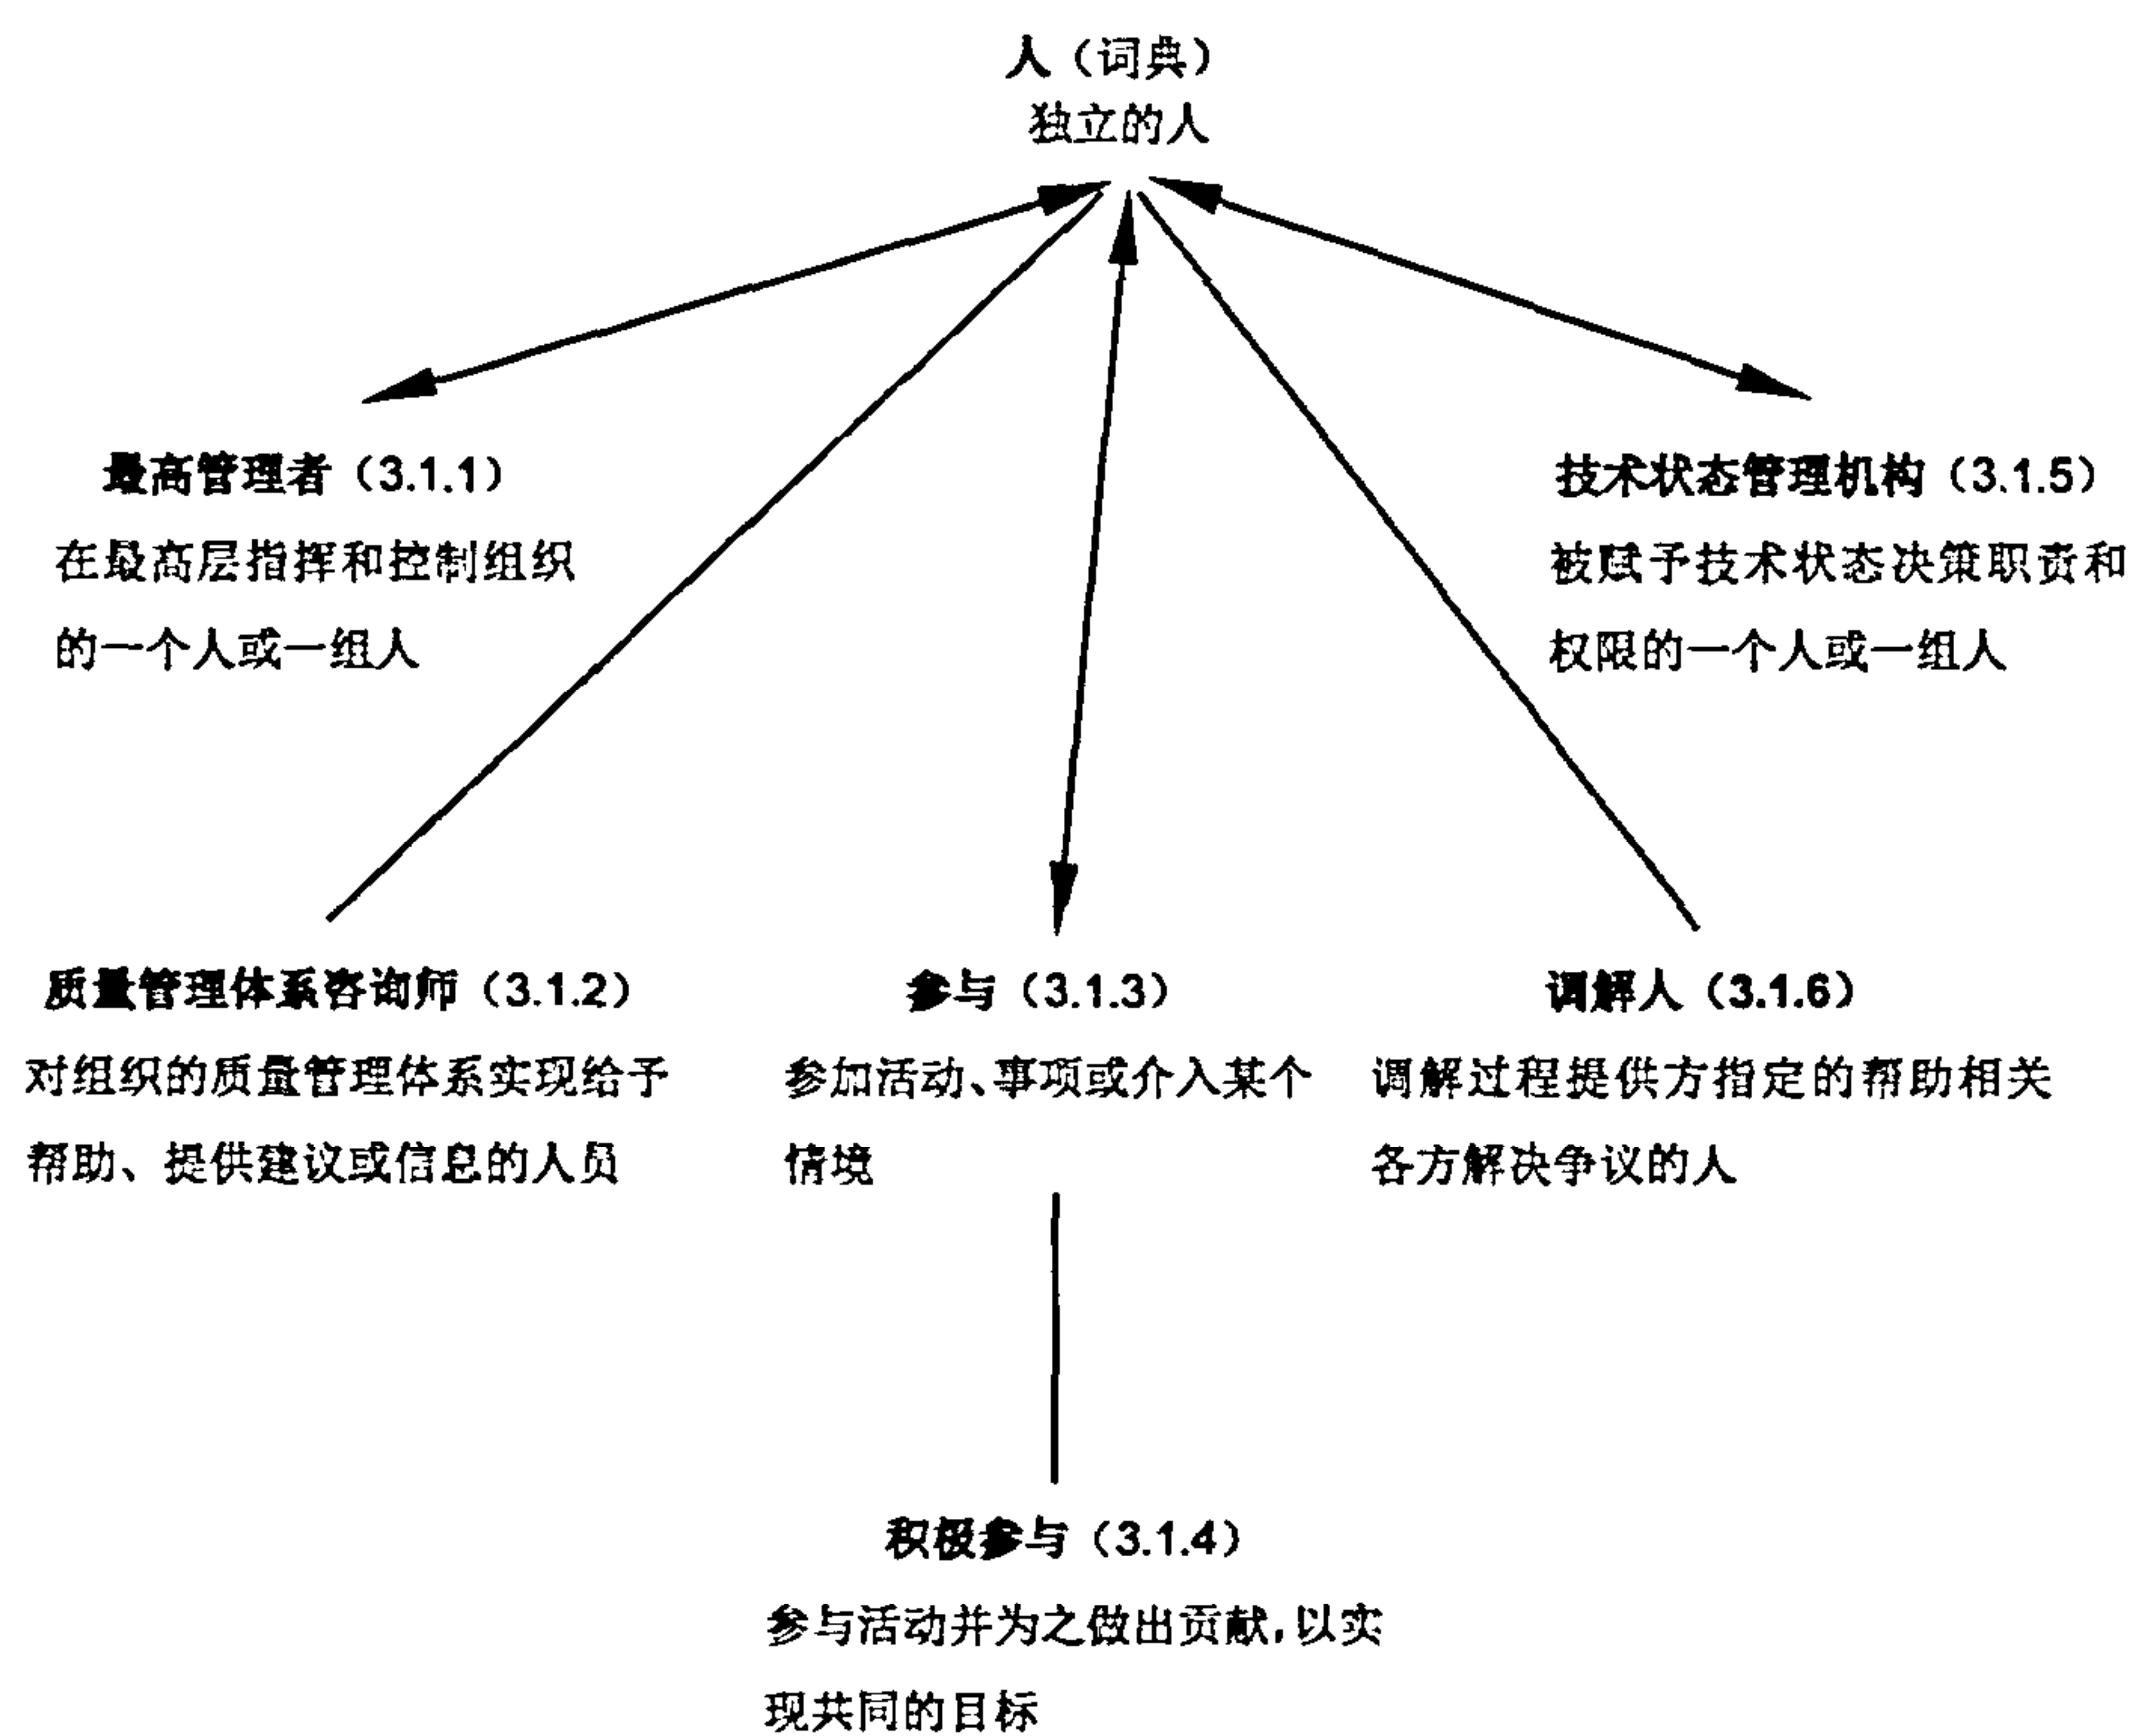 人（词典）
独立的人
最高管理者（3.1.1）
在最高层指挥和控制组织
的一个人或一组人
技术状态管理机构（3.1.5）
被赋予技术状态决策职责和
权限的一个人或一组人
质量管理体系咨询师（3.1.2）
对组织的质量管理体系实现给予
帮助、提供建议或信息的人员
参与（3.1.3）
参加活动、事项或介入某个
情境
调解人（3.1.6）
调解过程提供方指定的帮助相关
各方解决争议的人
积极参与（3.1.4）
参与活动并为之做出贡献，以实
现共同的目标